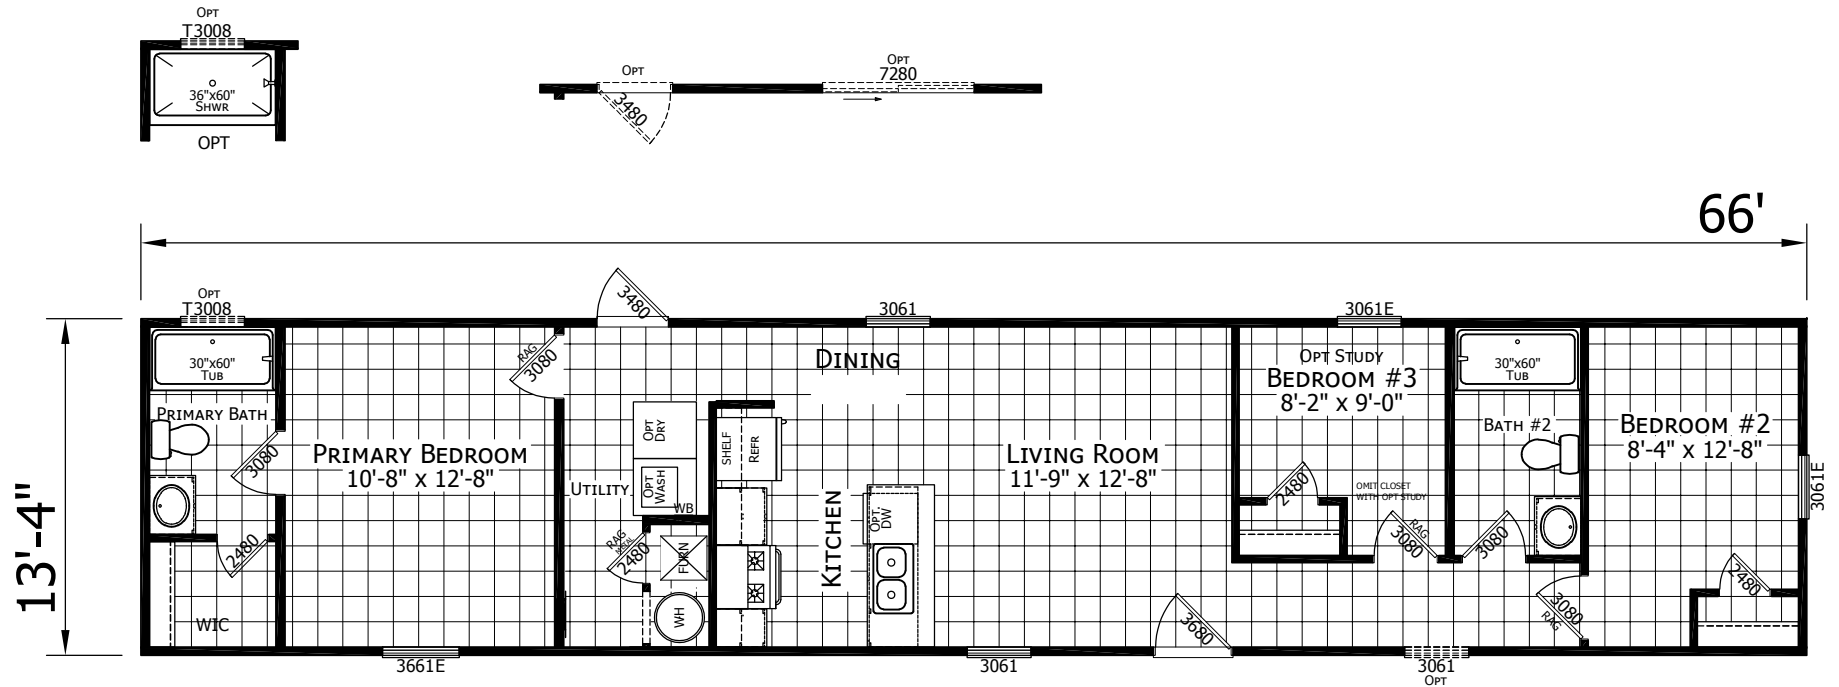 OPT
T3008
36"x60"
SHWR
OPT
OPT
3480
OPT
7280
66'
13'-4"
OPT
T3008
30"x60"
TUB
PRIMARY BATH
3080
2480
WIC
PRIMARY BEDROOM
10'-8" x 12'-8"
3661E
RAG
3080
3480
UTILITY
OPT
DRY
OPT
WASH
WB
RAG
METAL
2480
FURN
WH
SHELF
REFR
KITCHEN
OPT.
DW
DINING
3061
LIVING ROOM
11'-9" x 12'-8"
3061
3680
3061E
OPT STUDY
BEDROOM #3
8'-2" x 9'-0"
2480
OMIT CLOSET
WITH OPT STUDY
RAG
3080
30"x60"
TUB
BATH #2
3080
BEDROOM #2
8'-4" x 12'-8"
3061E
2480
3080
RAG
3061
OPT